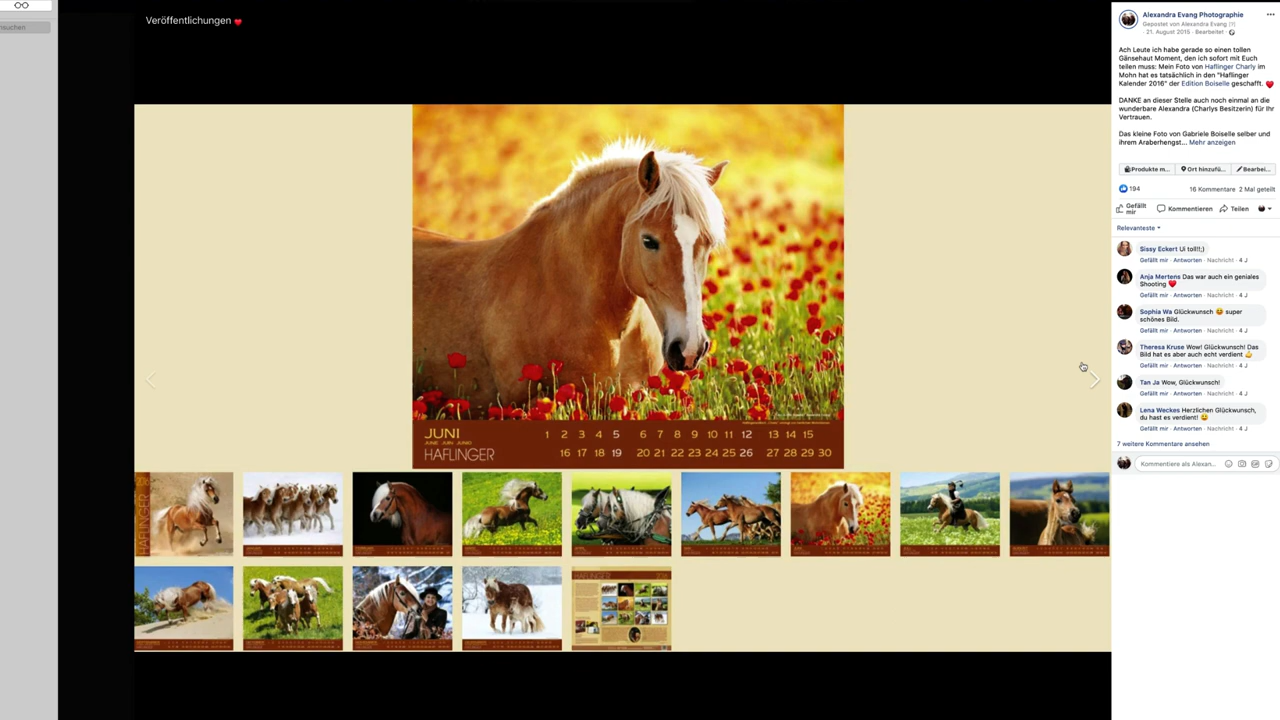 suchen
Veröffentlichungen ❤️
JUNI
JUNE JUIN JUNIO
HAFLINGER
1 2 3 4 5 6 7 8 9 10 11 12 13 14 15
16 17 18 19 20 21 22 23 24 25 26 27 28 29 30
HAFLINGER
HAFLINGER
Alexandra Evang Photographie
Gepostet von Alexandra Evang [?]
· 21. August 2015 · Bearbeitet ·
Ach Leute ich habe gerade so einen tollen
Gänsehaut Moment, den ich sofort mit Euch
teilen muss: Mein Foto von Haflinger Charly im
Mohn hat es tatsächlich in den "Haflinger
Kalender 2016" der Edition Boiselle geschafft. ❤️
DANKE an dieser Stelle auch noch einmal an die
wunderbare Alexandra (Charlys Besitzerin) für Ihr
Vertrauen.
Das kleine Foto von Gabriele Boiselle selber und
ihrem Araberhengst... Mehr anzeigen
Produkte m... Ort hinzufü... Bearbei...
194 16 Kommentare 2 Mal geteilt
Gefällt
mir Kommentieren Teilen
Relevanteste
Sissy Eckert Ui toll!!;)
Gefällt mir · Antworten · Nachricht · 4 J
Anja Mertens Das war auch ein geniales
Shooting ❤️
Gefällt mir · Antworten · Nachricht · 4 J
Sophia Wa Glückwunsch 😀 super
schönes Bild.
Gefällt mir · Antworten · Nachricht · 4 J
Theresa Kruse Wow! Glückwunsch! Das
Bild hat es aber auch echt verdient 👍
Gefällt mir · Antworten · Nachricht · 4 J
Tan Ja Wow, Glückwunsch!
Gefällt mir · Antworten · Nachricht · 4 J
Lena Weckes Herzlichen Glückwunsch,
du hast es verdient! 😀
Gefällt mir · Antworten · Nachricht · 4 J
7 weitere Kommentare ansehen
Kommentiere als Alexan...